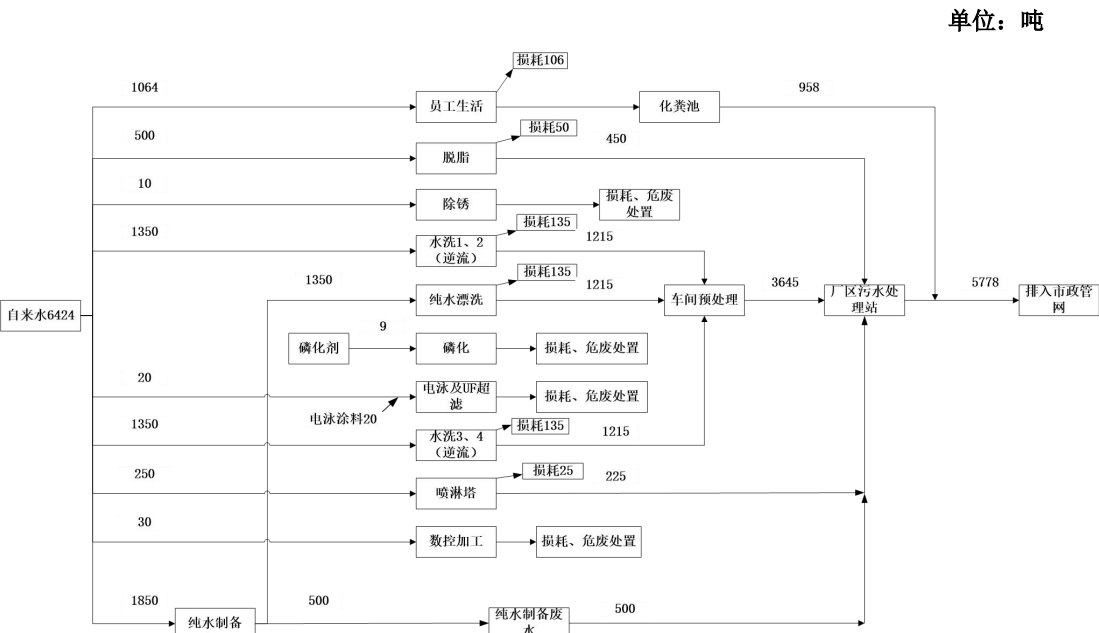 单位：吨
损耗106
1064
员工生活
化粪池
958
500
损耗50
脱脂
450
10
除锈
损耗、危废
处置
1350
损耗135
水洗1、2
（逆流）
1215
1350
损耗135
纯水漂洗
1215
车间预处理
3645
厂区污水处
理站
5778
排入市政管
网
自来水6424
9
磷化剂
磷化
损耗、危废处置
20
电泳及UF超
滤
损耗、危废处置
电泳涂料20
1350
损耗135
水洗3、4
（逆流）
1215
250
损耗25
喷淋塔
225
30
数控加工
损耗、危废处置
1850
纯水制备
500
纯水制备废
水
500